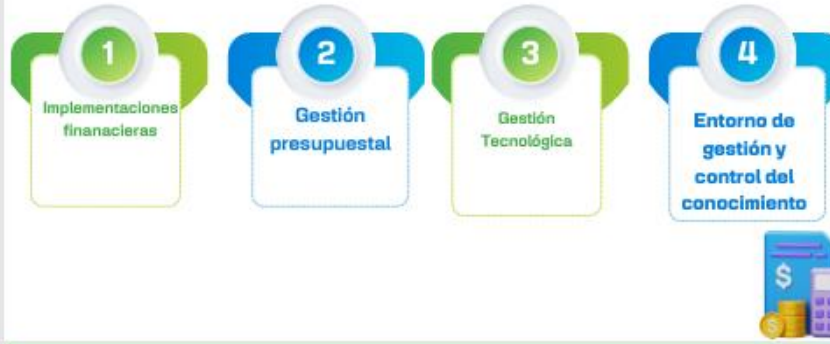 1
Implementaciones
finanacieras
2
Gestión
presupuestal
3
Gestión
Tecnológica
4
Entorno de
gestión y
control del
conocimiento
$
$